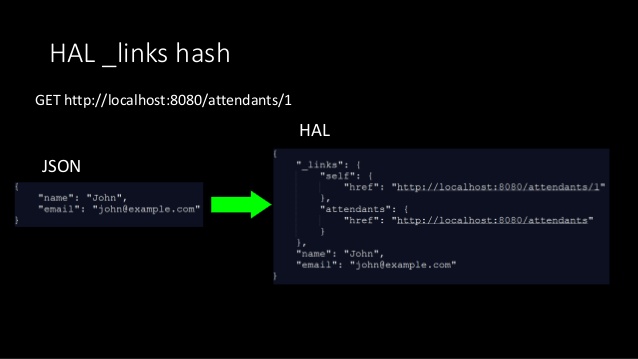 HAL _links hash
GET http://localhost:8080/attendants/1
JSON
{
"name": "John",
"email": "john@example.com"
}
HAL
{
"_links": {
"self": {
"href": "http://localhost:8080/attendants/1"
},
"attendants": {
"href": "http://localhost:8080/attendants"
}
},
"name": "John",
"email": "john@example.com"
}